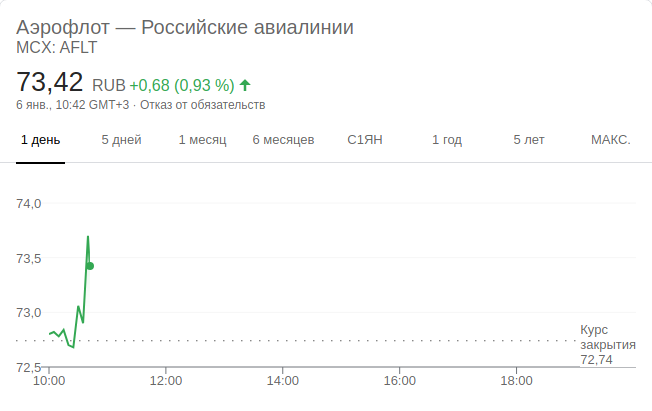 Аэрофлот — Российские авиалинии
MCX: AFLT
73,42 RUB +0,68 (0,93 %)
6 янв., 10:42 GMT+3 · Отказ от обязательств
1 день 5 дней 1 месяц 6 месяцев С1ЯН 1 год 5 лет МАКС.
74,0
73,5
73,0
Курс
закрытия
72,74
72,5
10:00 12:00 14:00 16:00 18:00